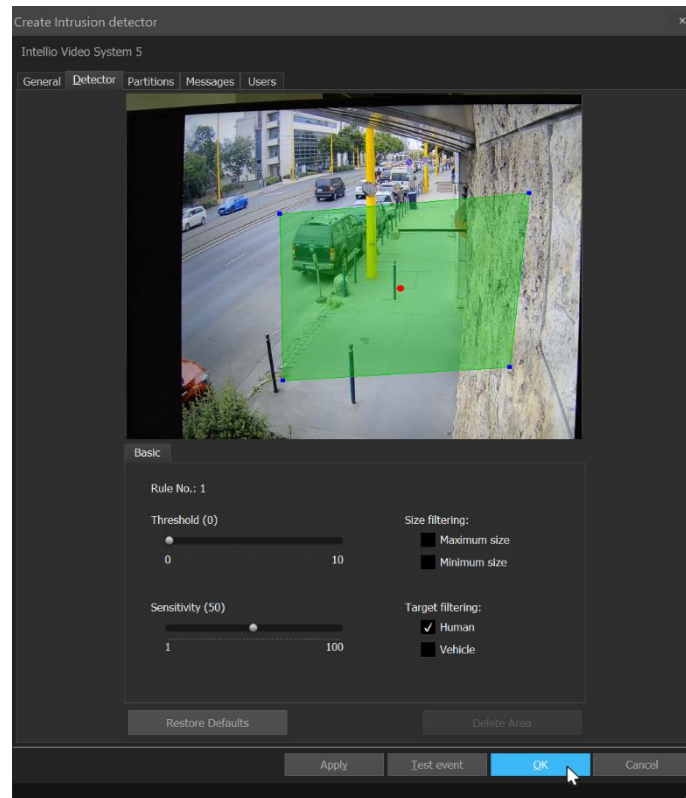 Create Intrusion detector
Intellio Video System 5
General Detector Partitions Messages Users
Basic
Rule No.: 1
Threshold (0)
0 10
Size filtering:
Maximum size
Minimum size
Sensitivity (50)
1 100
Target filtering:
✓ Human
Vehicle
Restore Defaults Delete Area
Apply Test event OK Cancel